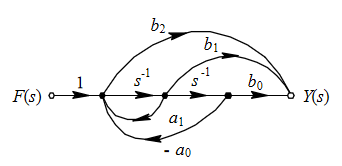 b₂
b₁
F(s) 1 s⁻¹ s⁻¹ b₀ Y(s)
a₁
- a₀